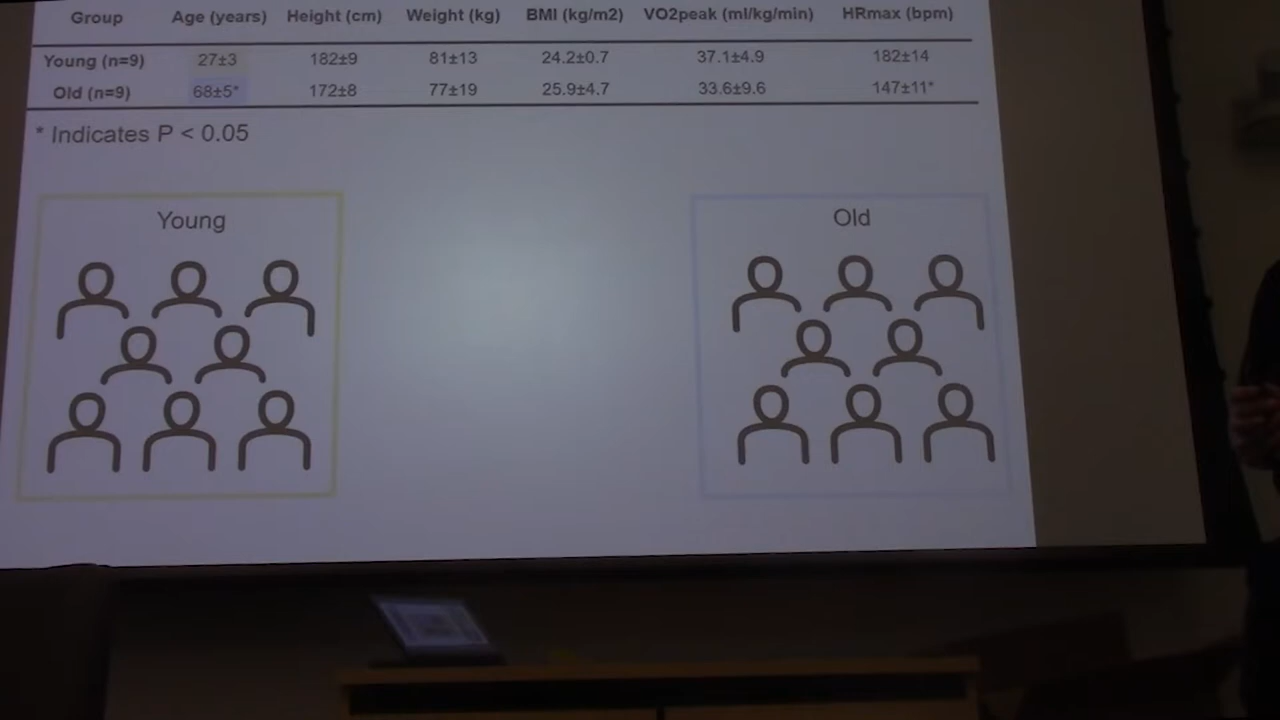 Group Age (years) Height (cm) Weight (kg) BMI (kg/m2) VO2peak (ml/kg/min) HRmax (bpm)
Young (n=9) 27±3 182±9 81±13 24.2±0.7 37.1±4.9 182±14
Old (n=9) 68±5* 172±8 77±19 25.9±4.7 33.6±9.6 147±11*
* Indicates P < 0.05
Young
Old